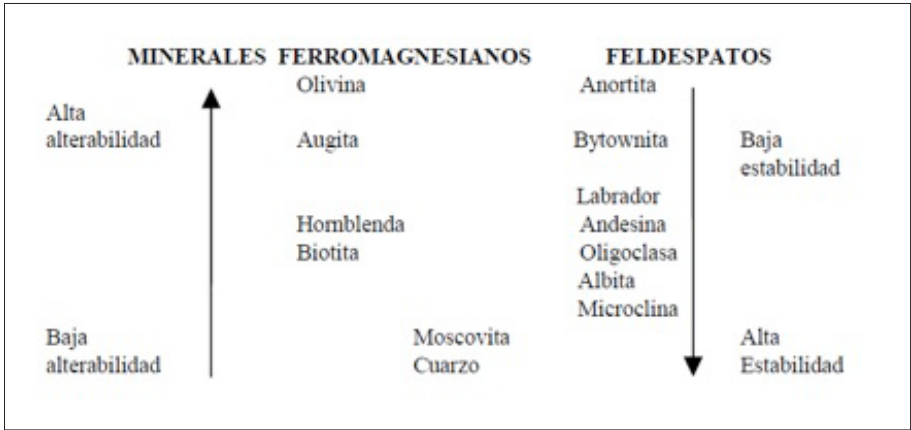 MINERALES FERROMAGNESIANOS FELDESPATOS
Olivina Anortita
Alta
alterabilidad Augita Bytownita Baja
estabilidad
Labrador
Hornblenda Andesina
Biotita Oligoclasa
Albita
Microclina
Baja Moscovita Alta
alterabilidad Cuarzo Estabilidad